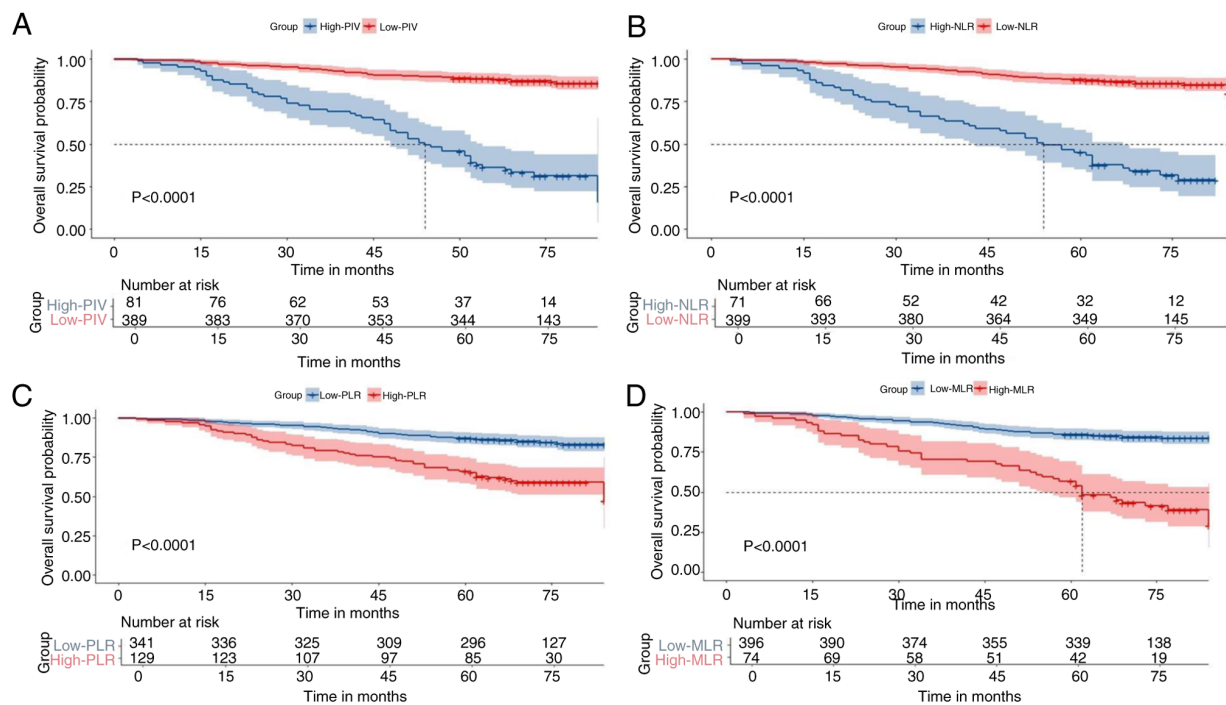 A
Group High-PIV Low-PIV
1.00
0.75
0.50
0.25
0.00
Overall survival probability
P<0.0001
0 15 30 45 50 75
Time in months
Number at risk
Group
High-PIV 81 76 62 53 37 14
Low-PIV 389 383 370 353 344 143
0 15 30 45 60 75
Time in months
B
Group High-NLR Low-NLR
1.00
0.75
0.50
0.25
0.00
Overall survival probability
P<0.0001
0 15 30 45 60 75
Time in months
Number at risk
Group
High-NLR 71 66 52 42 32 12
Low-NLR 399 393 380 364 349 145
0 15 30 45 60 75
Time in months
C
Group Low-PLR High-PLR
1.00
0.75
0.50
0.25
0.00
Overall survival probability
P<0.0001
0 15 30 45 60 75
Time in months
Number at risk
Group
Low-PLR 341 336 325 309 296 127
High-PLR 129 123 107 97 85 30
0 15 30 45 60 75
Time in months
D
Group Low-MLR High-MLR
1.00
0.75
0.50
0.25
0.00
Overall survival probability
P<0.0001
0 15 30 45 60 75
Time in months
Number at risk
Group
Low-MLR 396 390 374 355 339 138
High-MLR 74 69 58 51 42 19
0 15 30 45 60 75
Time in months